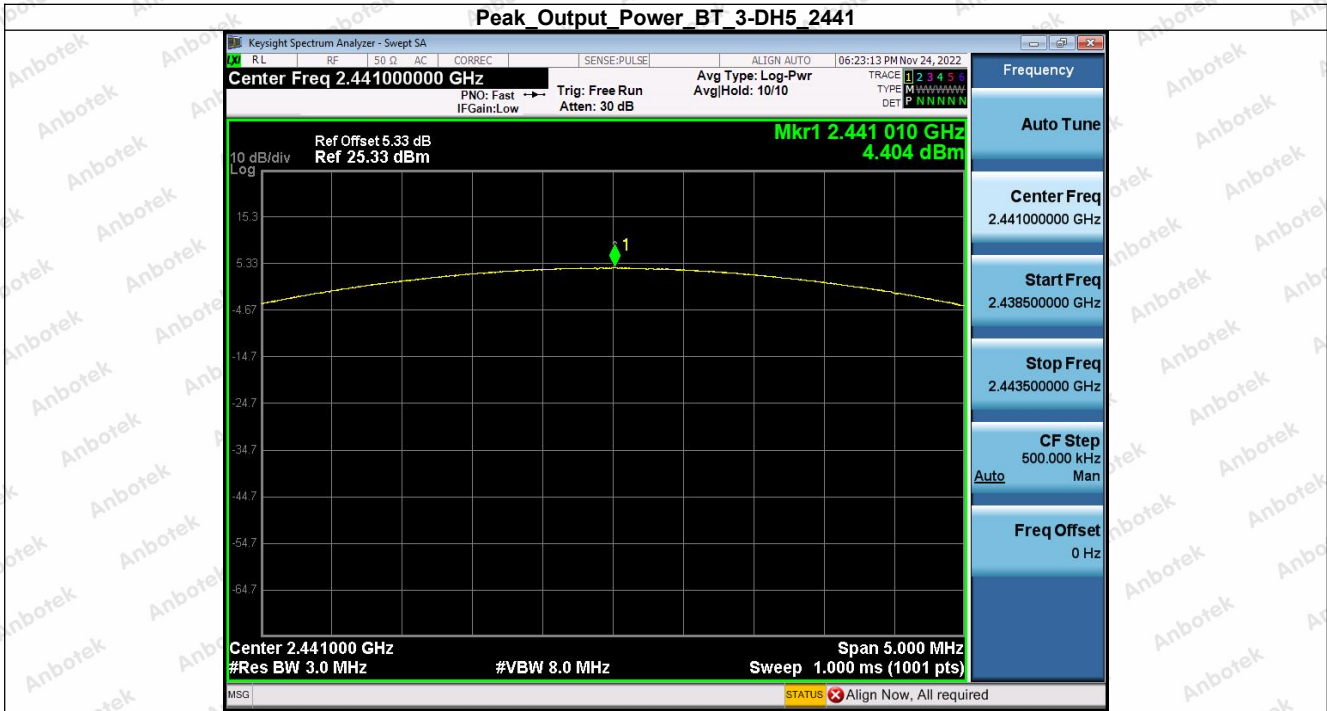 Peak_Output_Power_BT_3-DH5_2441
Keysight Spectrum Analyzer - Swept SA
LXI RL RF 50 Ω AC CORREC SENSE:PULSE ALIGN AUTO 06:23:13 PM Nov 24, 2022
Center Freq 2.441000000 GHz
PNO: Fast
IFGain:Low
Trig: Free Run
Atten: 30 dB
Avg Type: Log-Pwr
Avg|Hold: 10/10
TRACE 1 2 3 4 5 6
TYPE M WWWWW
DET P N N N N N
Frequency
Mkr1 2.441 010 GHz
4.404 dBm
Ref Offset 5.33 dB
10 dB/div Ref 25.33 dBm
Log
15.3
5.33
-4.67
-14.7
-24.7
-34.7
-44.7
-54.7
-64.7
1
Center 2.441000 GHz
#Res BW 3.0 MHz
#VBW 8.0 MHz
Span 5.000 MHz
Sweep 1.000 ms (1001 pts)
Auto Tune
Center Freq
2.441000000 GHz
Start Freq
2.438500000 GHz
Stop Freq
2.443500000 GHz
CF Step
500.000 kHz
Auto Man
Freq Offset
0 Hz
MSG
STATUS Align Now, All required
Anbotek